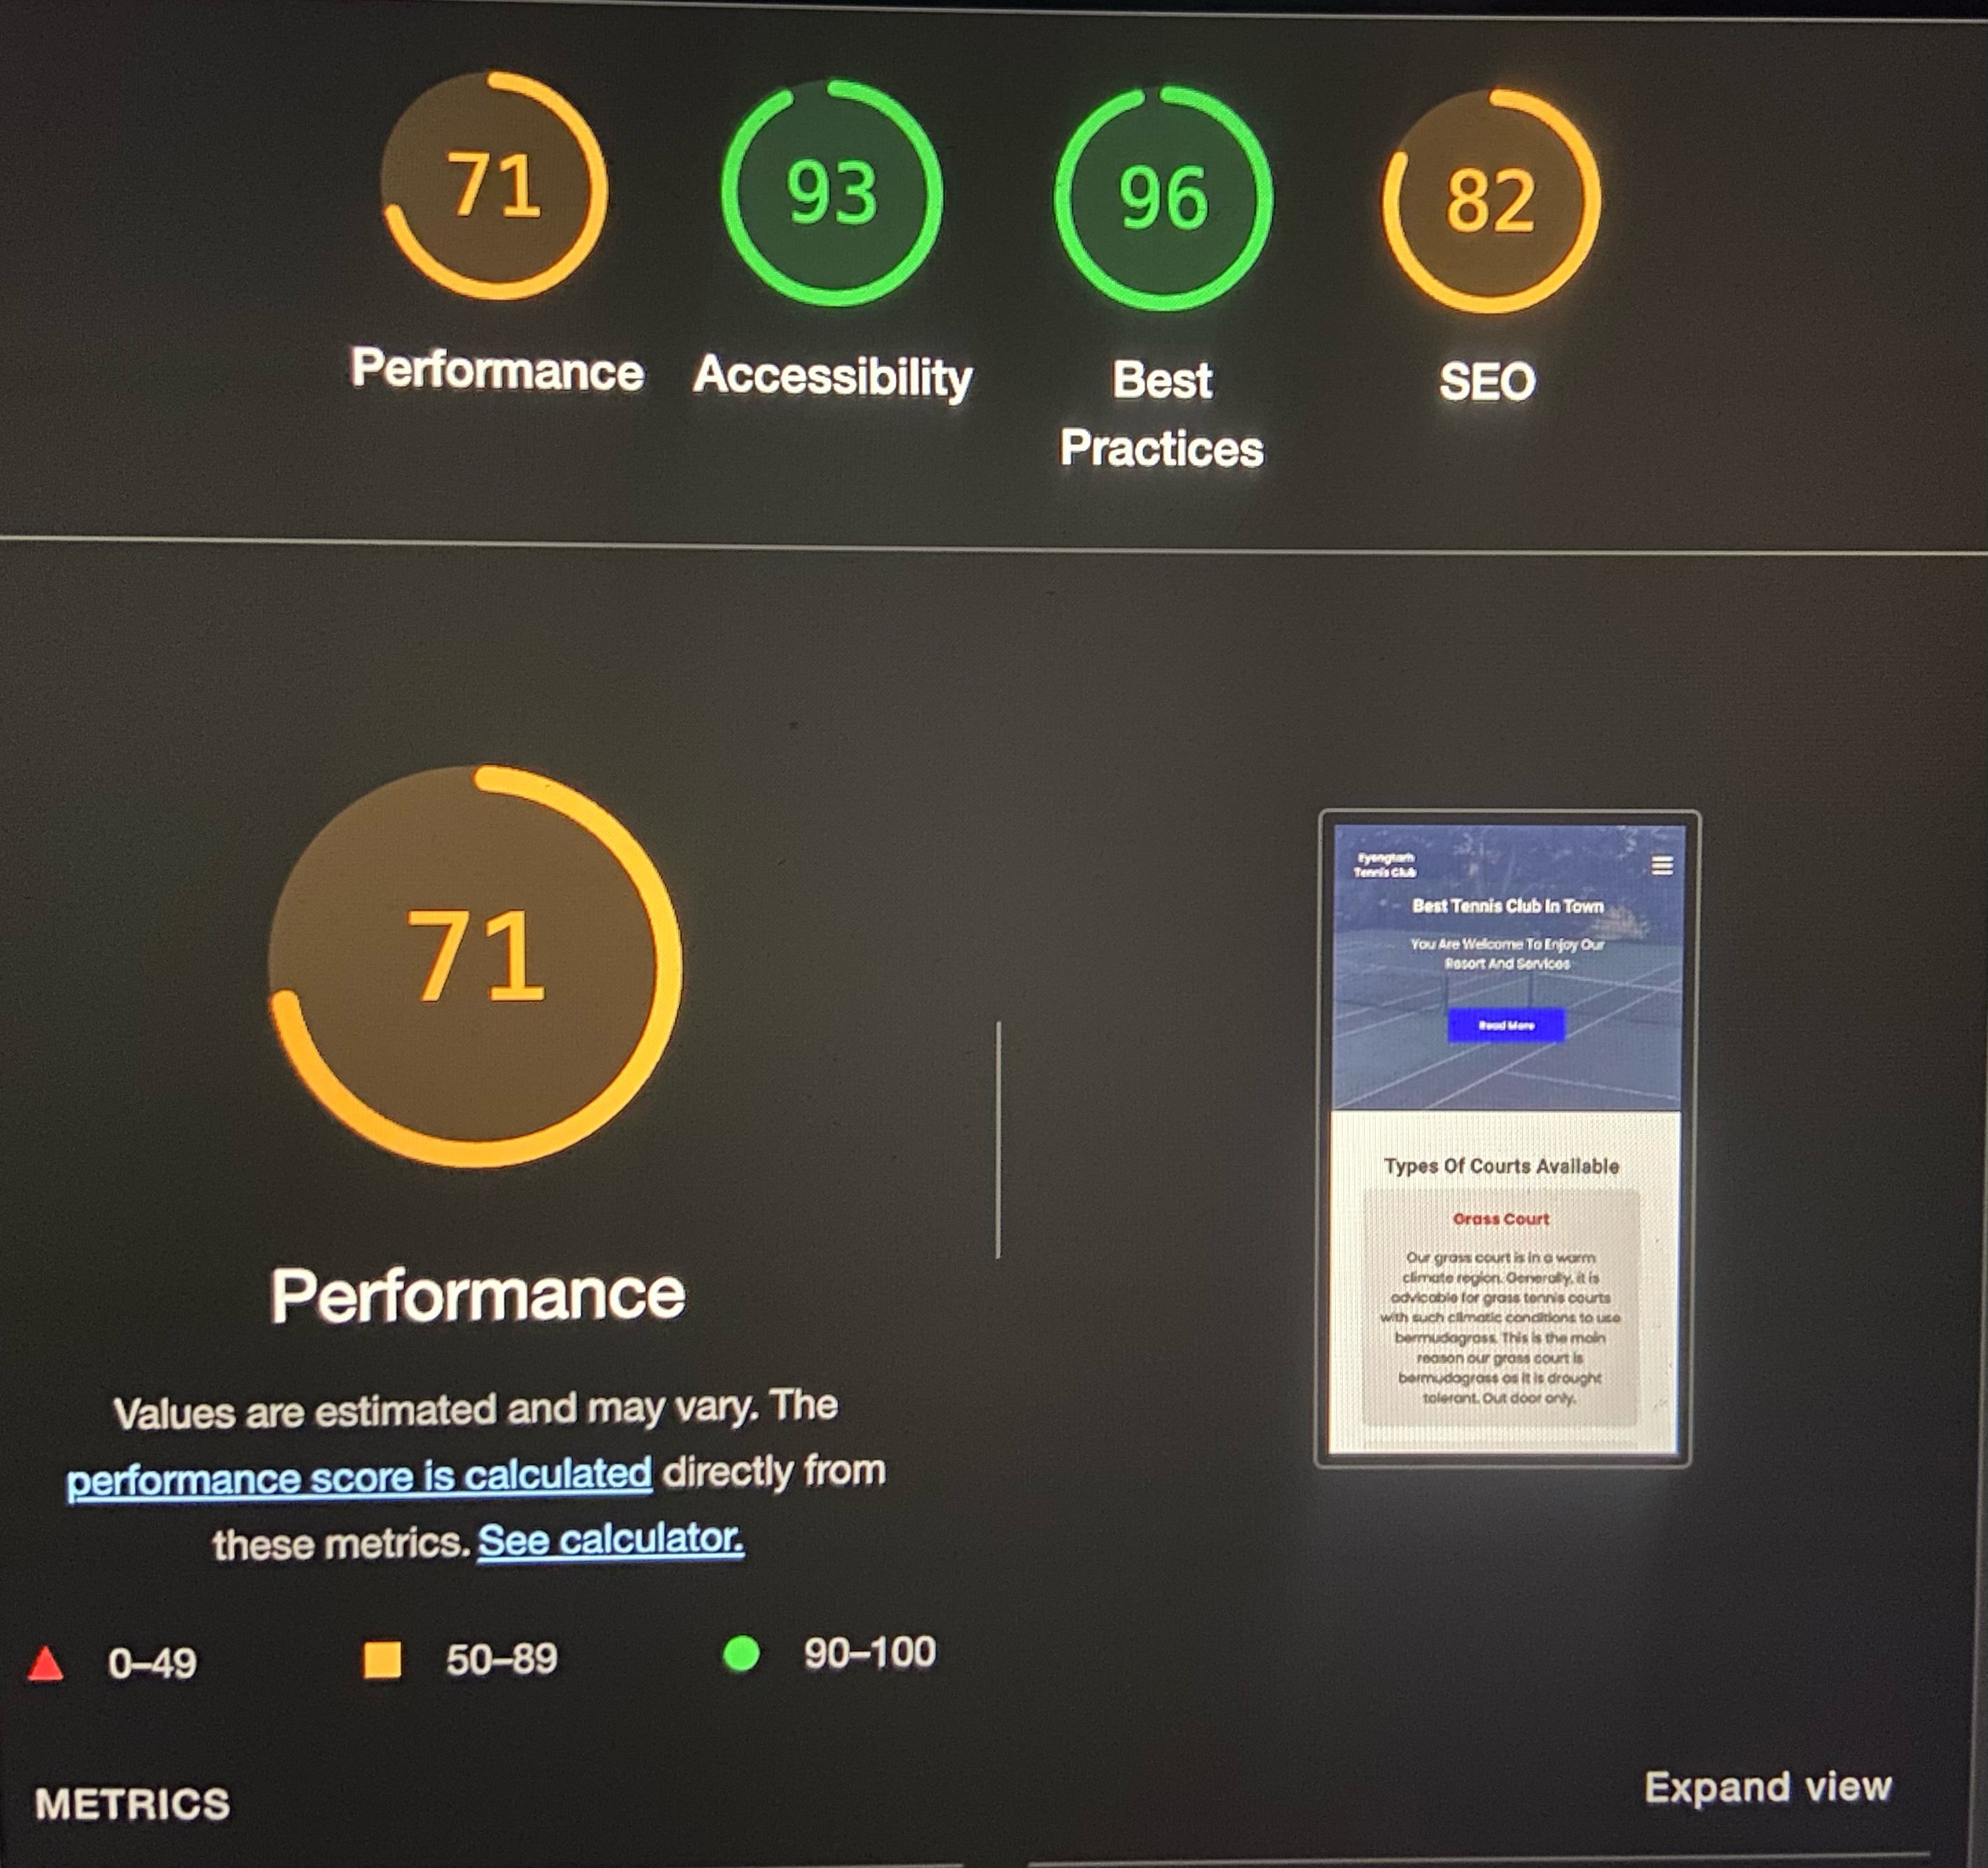 71
93
96
82
Performance
Accessibility
Best
Practices
SEO
71
Performance
Values are estimated and may vary. The
performance score is calculated directly from
these metrics. See calculator.
0–49
50–89
90–100
METRICS
Eyongtarh
Tennis Club
Best Tennis Club In Town
You Are Welcome To Enjoy Our
Resort And Services
Read More
Types Of Courts Available
Grass Court
Our grass court is in a warm
climate region. Generally, it is
advicable for grass tennis courts
with such climatic conditions to use
bermudagrass. This is the main
reason our grass court is
bermudagrass as it is drought
tolerant. Out door only.
Expand view